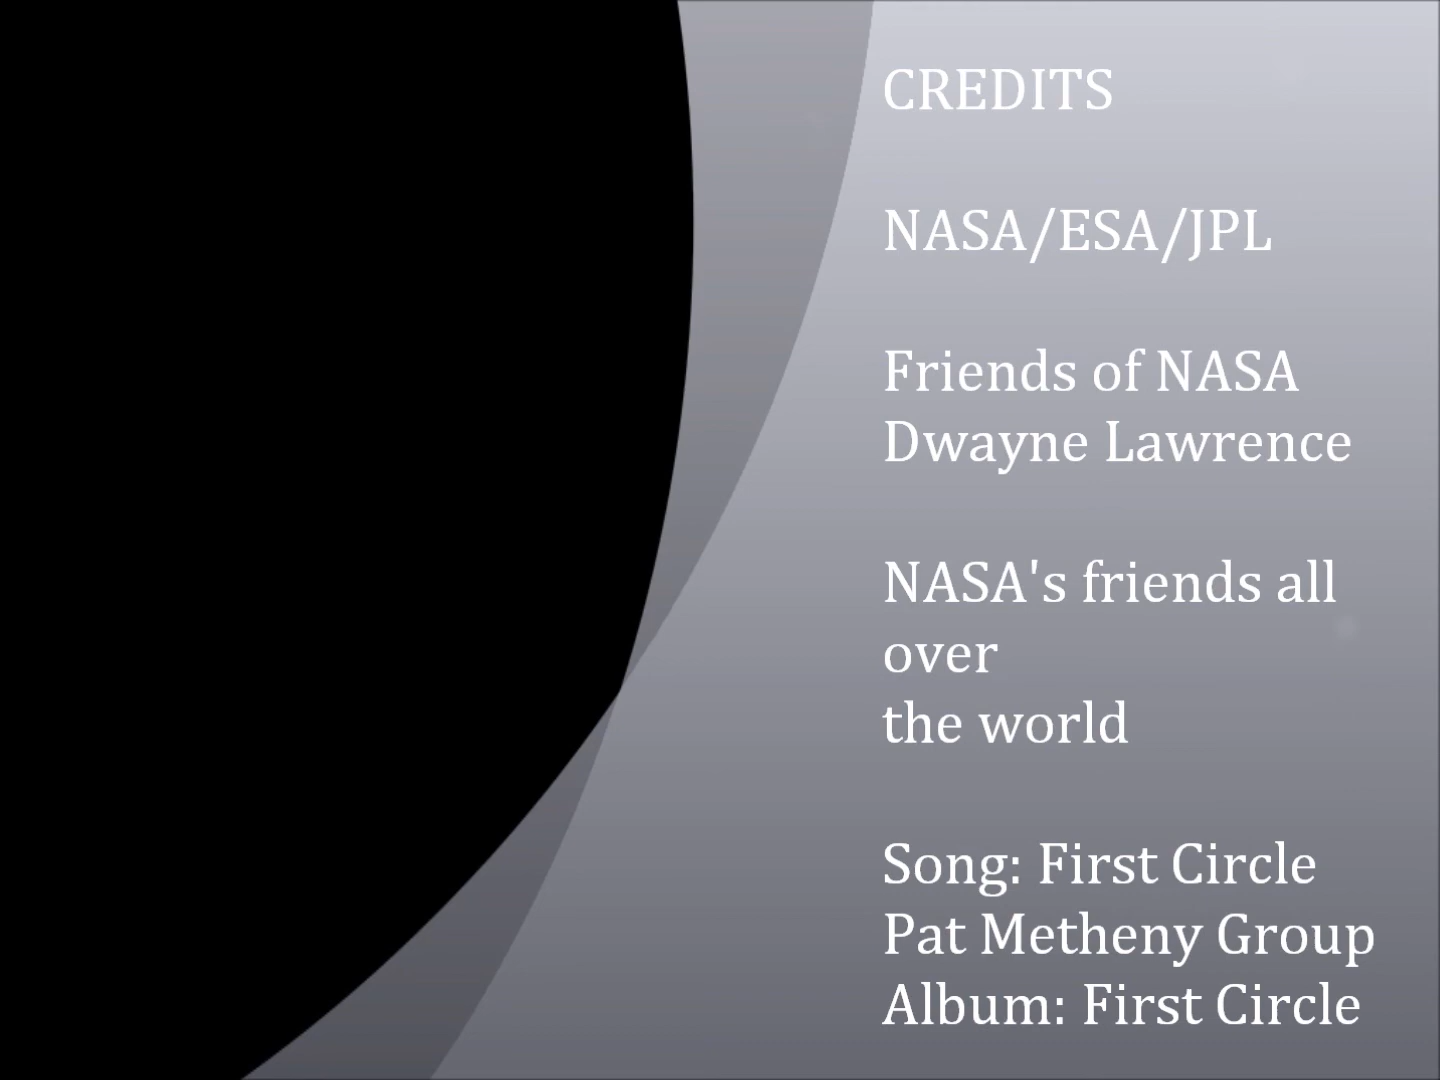 CREDITS
NASA/ESA/JPL
Friends of NASA
Dwayne Lawrence
NASA's friends all
over
the world
Song: First Circle
Pat Metheny Group
Album: First Circle